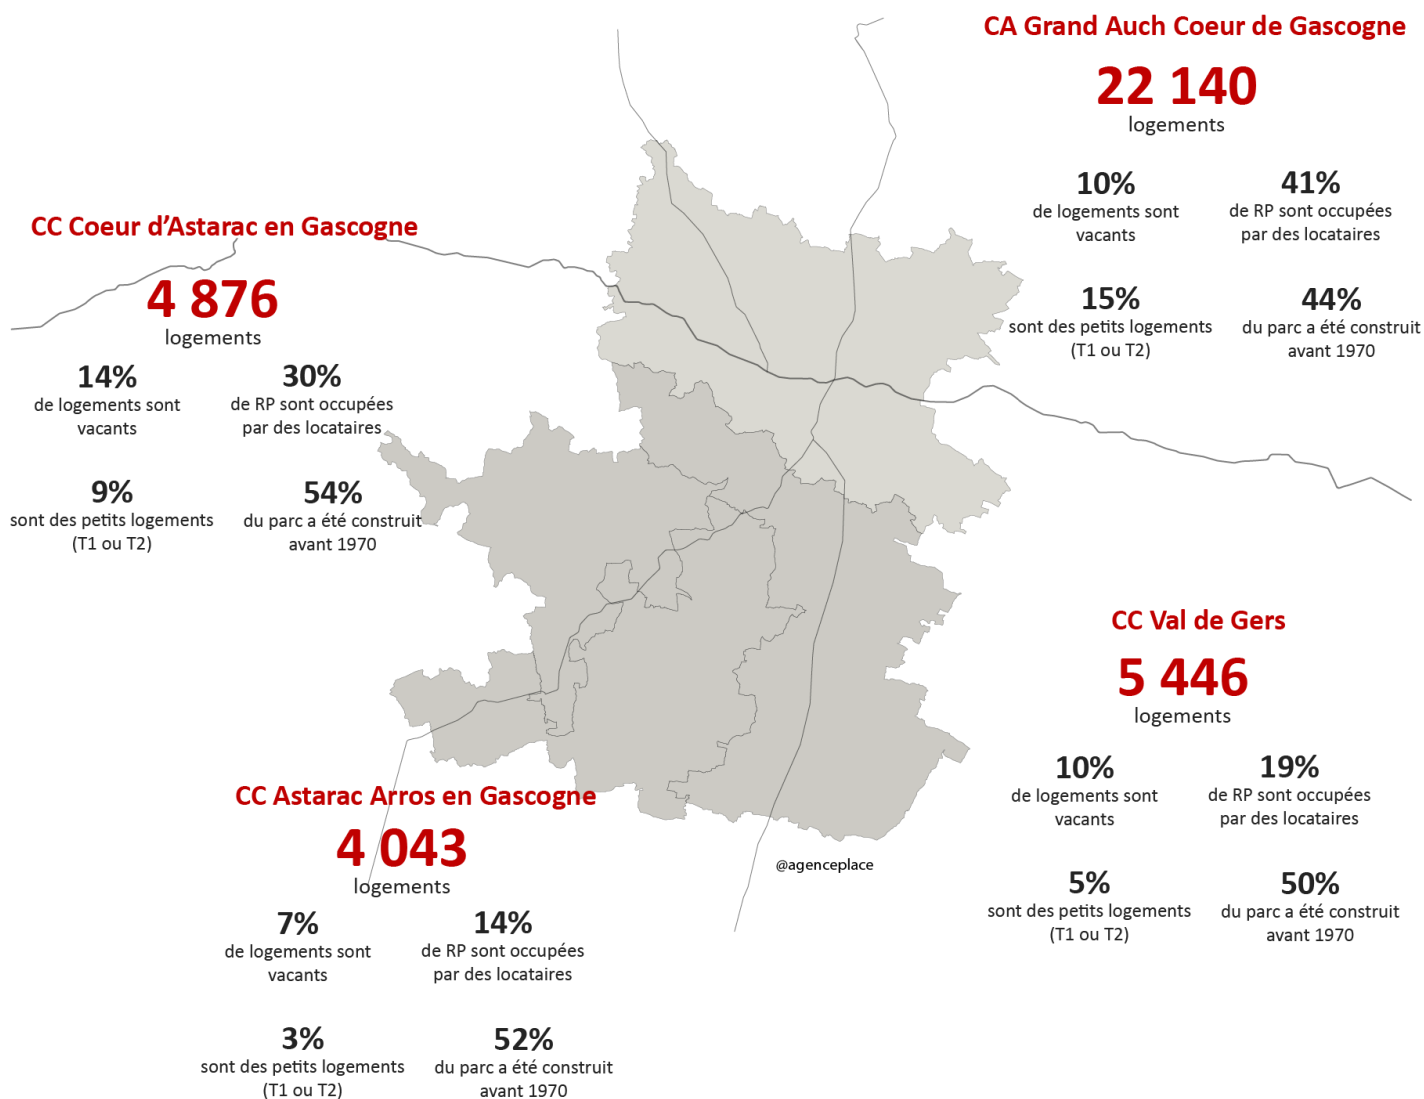 CA Grand Auch Coeur de Gascogne
22 140
logements
10%
de logements sont
vacants
41%
de RP sont occupées
par des locataires
15%
sont des petits logements
(T1 ou T2)
44%
du parc a été construit
avant 1970
CC Coeur d’Astarac en Gascogne
4 876
logements
14%
de logements sont
vacants
30%
de RP sont occupées
par des locataires
9%
sont des petits logements
(T1 ou T2)
54%
du parc a été construit
avant 1970
CC Val de Gers
5 446
logements
10%
de logements sont
vacants
19%
de RP sont occupées
par des locataires
5%
sont des petits logements
(T1 ou T2)
50%
du parc a été construit
avant 1970
CC Astarac Arros en Gascogne
4 043
logements
7%
de logements sont
vacants
14%
de RP sont occupées
par des locataires
3%
sont des petits logements
(T1 ou T2)
52%
du parc a été construit
avant 1970
@agenceplace